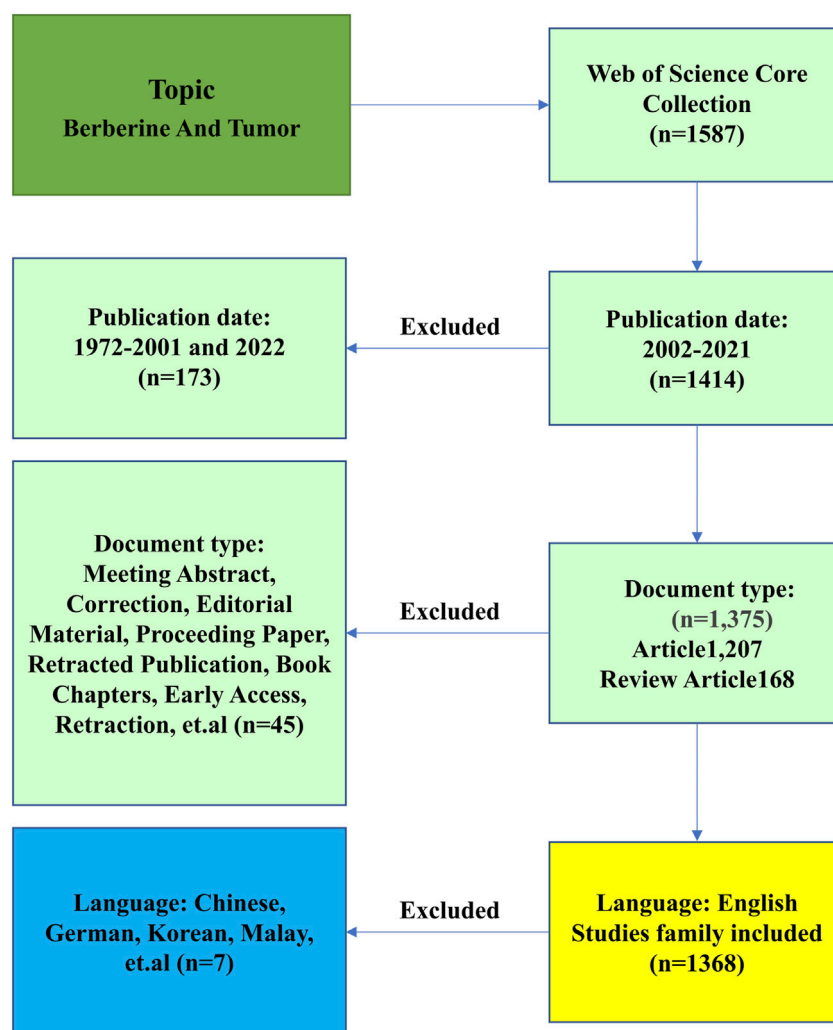 Topic
Berberine And Tumor
Web of Science Core
Collection
(n=1587)
Publication date:
1972-2001 and 2022
(n=173)
Excluded
Publication date:
2002-2021
(n=1414)
Document type:
Meeting Abstract,
Correction, Editorial
Material, Proceeding Paper,
Retracted Publication, Book
Chapters, Early Access,
Retraction, et.al (n=45)
Excluded
Document type:
(n=1,375)
Article1,207
Review Article168
Language: Chinese,
German, Korean, Malay,
et.al (n=7)
Excluded
Language: English
Studies family included
(n=1368)